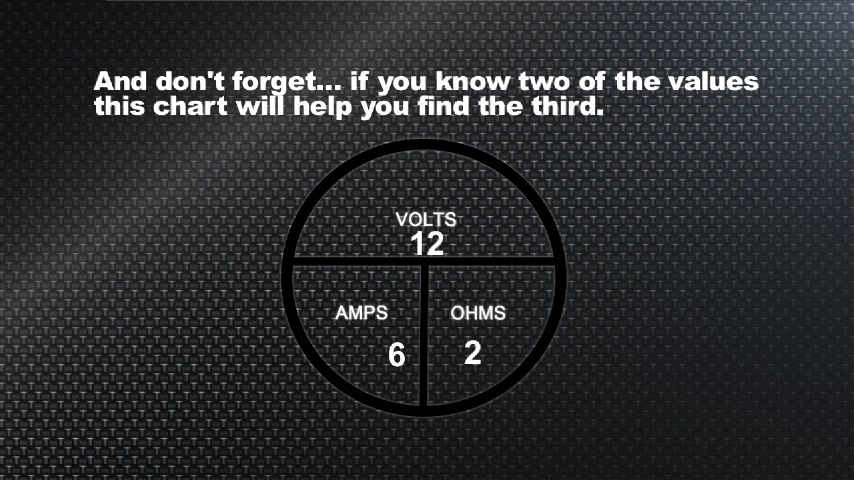 And don't forget... if you know two of the values
this chart will help you find the third.
VOLTS
12
AMPS OHMS
6 2